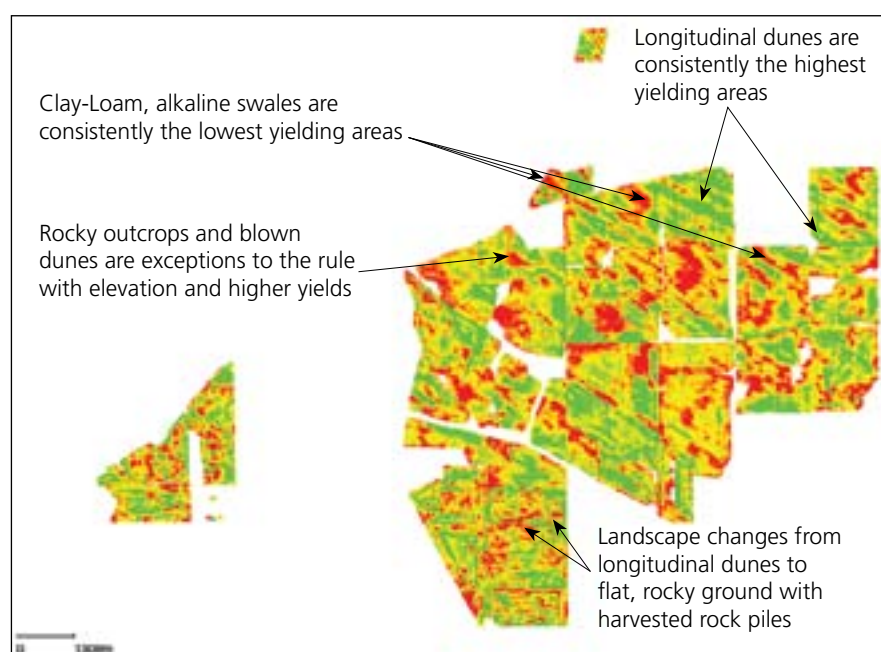 Longitudinal dunes are
consistently the highest
yielding areas
Clay-Loam, alkaline swales are
consistently the lowest yielding areas
Rocky outcrops and blown
dunes are exceptions to the rule
with elevation and higher yields
Landscape changes from
longitudinal dunes to
flat, rocky ground with
harvested rock piles